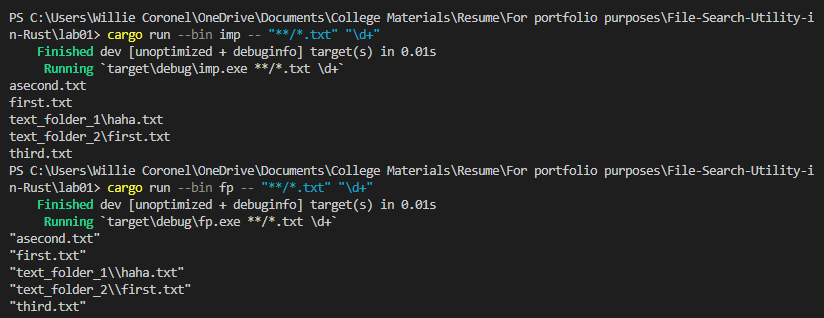 PS C:\Users\Willie Coronel\OneDrive\Documents\College Materials\Resume\For portfolio purposes\File-Search-Utility-i
n-Rust\lab01> cargo run --bin imp -- "**/*.txt" "\d+"
    Finished dev [unoptimized + debuginfo] target(s) in 0.01s
     Running `target\debug\imp.exe **/*.txt \d+`
asecond.txt
first.txt
text_folder_1\haha.txt
text_folder_2\first.txt
third.txt
PS C:\Users\Willie Coronel\OneDrive\Documents\College Materials\Resume\For portfolio purposes\File-Search-Utility-i
n-Rust\lab01> cargo run --bin fp -- "**/*.txt" "\d+"
    Finished dev [unoptimized + debuginfo] target(s) in 0.01s
     Running `target\debug\fp.exe **/*.txt \d+`
"asecond.txt"
"first.txt"
"text_folder_1\\haha.txt"
"text_folder_2\\first.txt"
"third.txt"